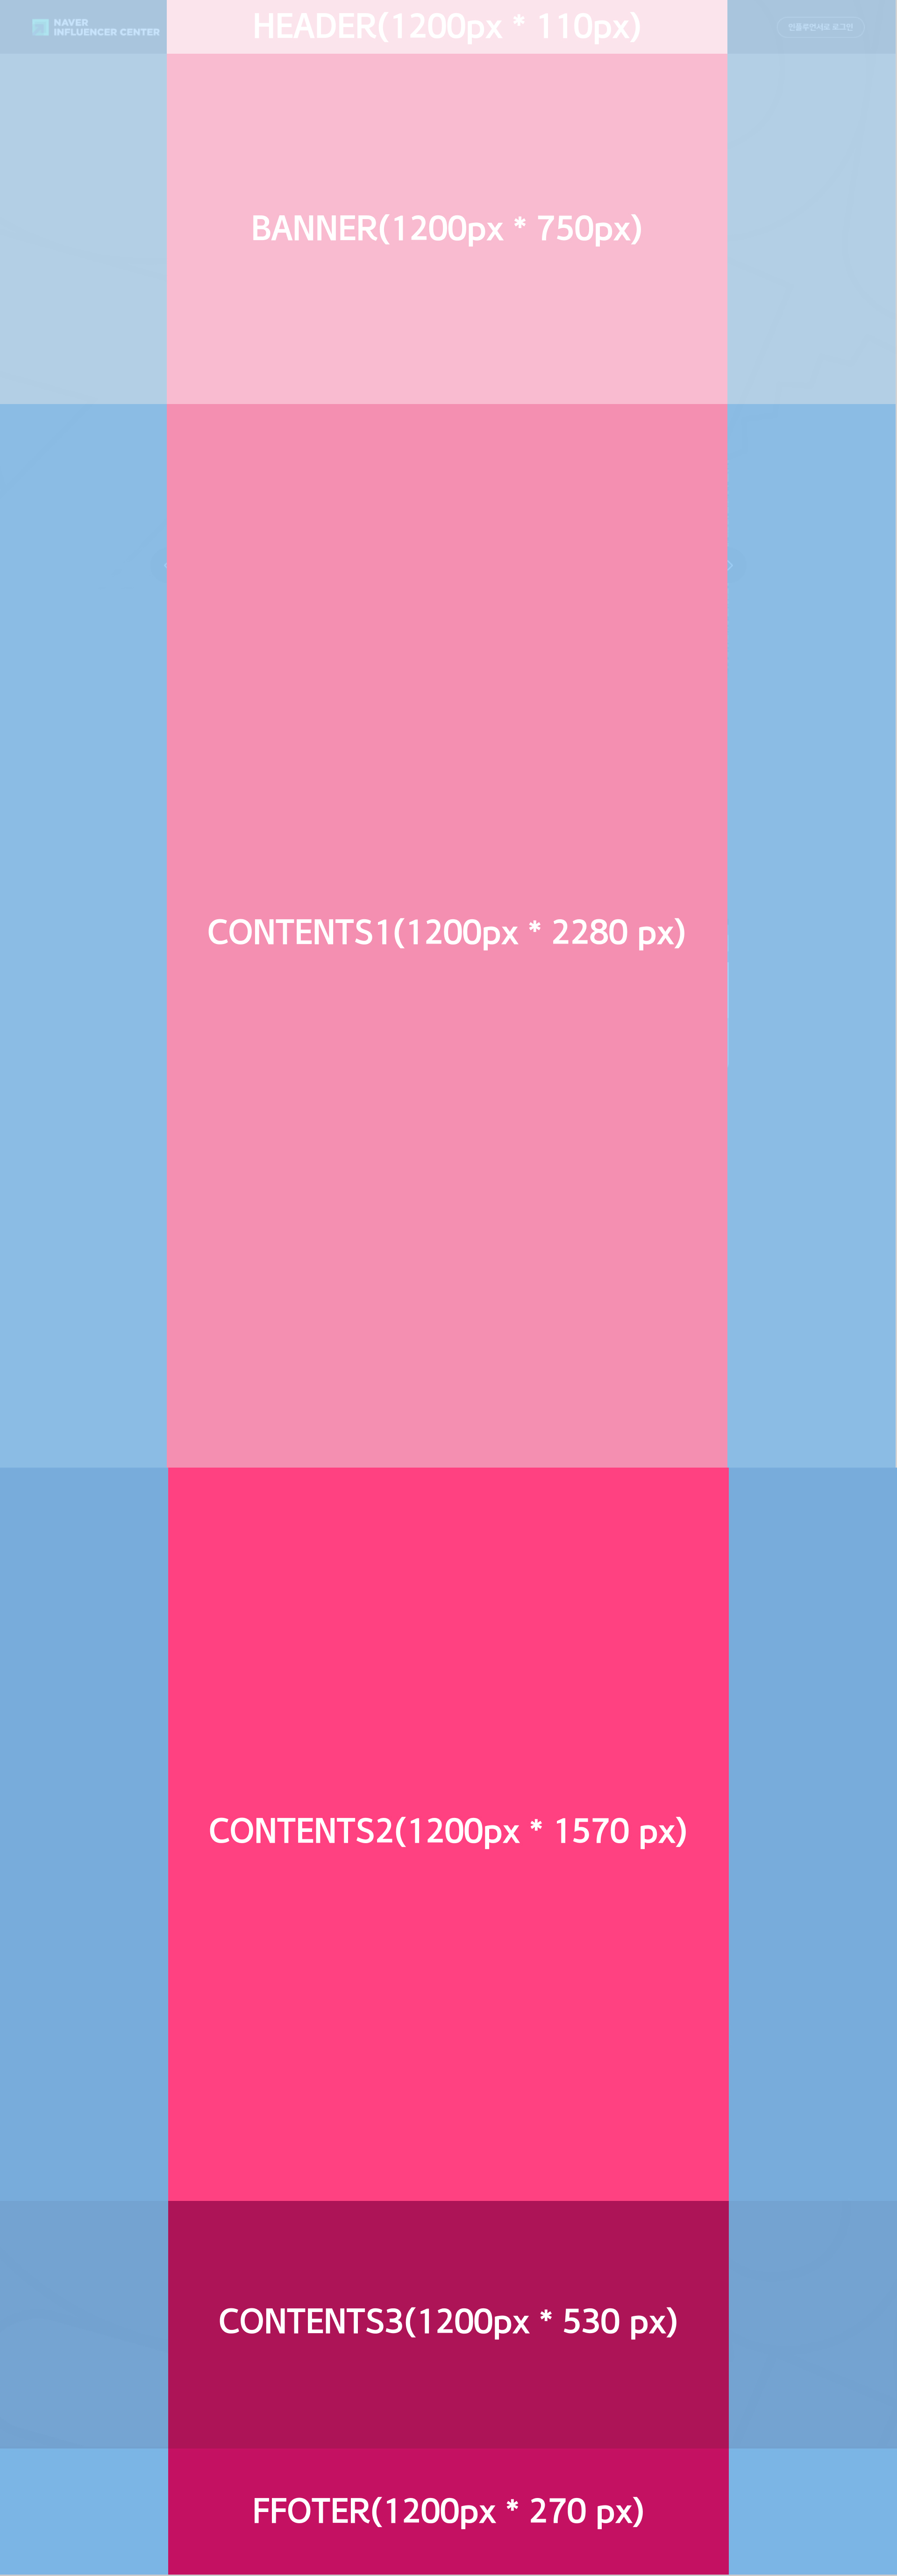 NAVER
INFLUENCER CENTER
HEADER(1200px * 110px)
인플루언서로 로그인
BANNER(1200px * 750px)
CONTENTS1(1200px * 2280 px)
CONTENTS2(1200px * 1570 px)
CONTENTS3(1200px * 530 px)
FFOTER(1200px * 270 px)